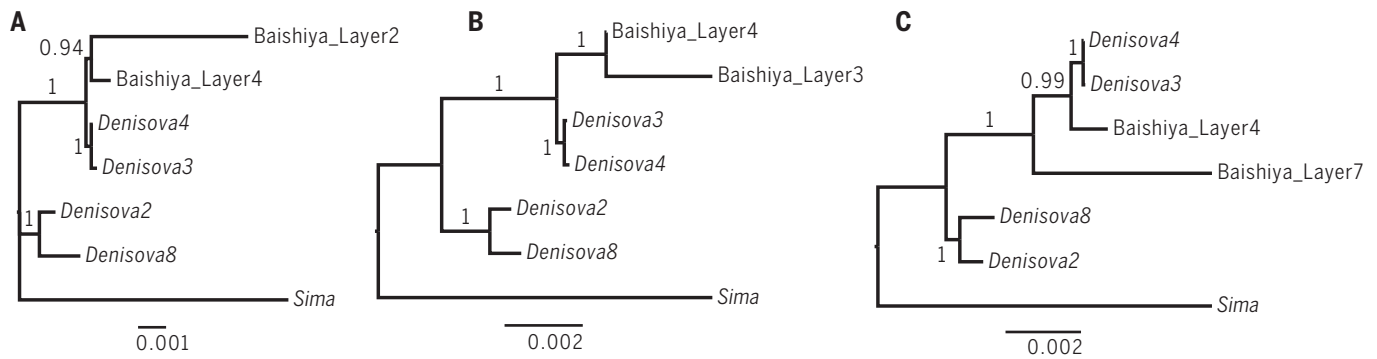 A
0.94
Baishiya_Layer2
Baishiya_Layer4
1
Denisova4
1
Denisova3
Denisova2
1
Denisova8
Sima
0.001
B
1
Baishiya_Layer4
Baishiya_Layer3
1
Denisova3
1
Denisova4
Denisova2
1
Denisova8
Sima
0.002
C
1
Denisova4
Denisova3
0.99
Baishiya_Layer4
1
Baishiya_Layer7
Denisova8
1
Denisova2
Sima
0.002